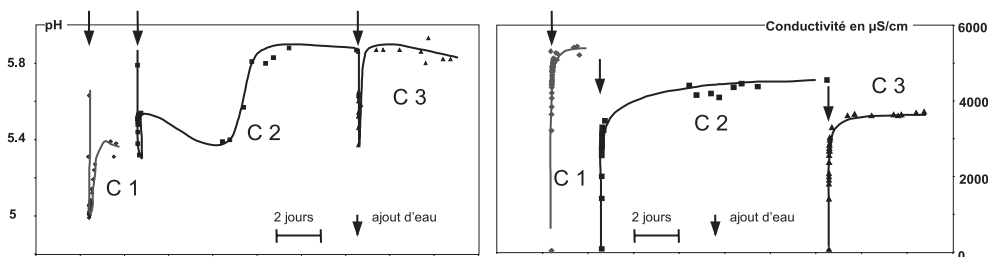 pH
5.8
5.4
5
C 1
C 2
C 3
2 jours
ajout d'eau
Conductivité en µS/cm
6000
4000
2000
0
C 1
C 2
C 3
2 jours
ajout d'eau